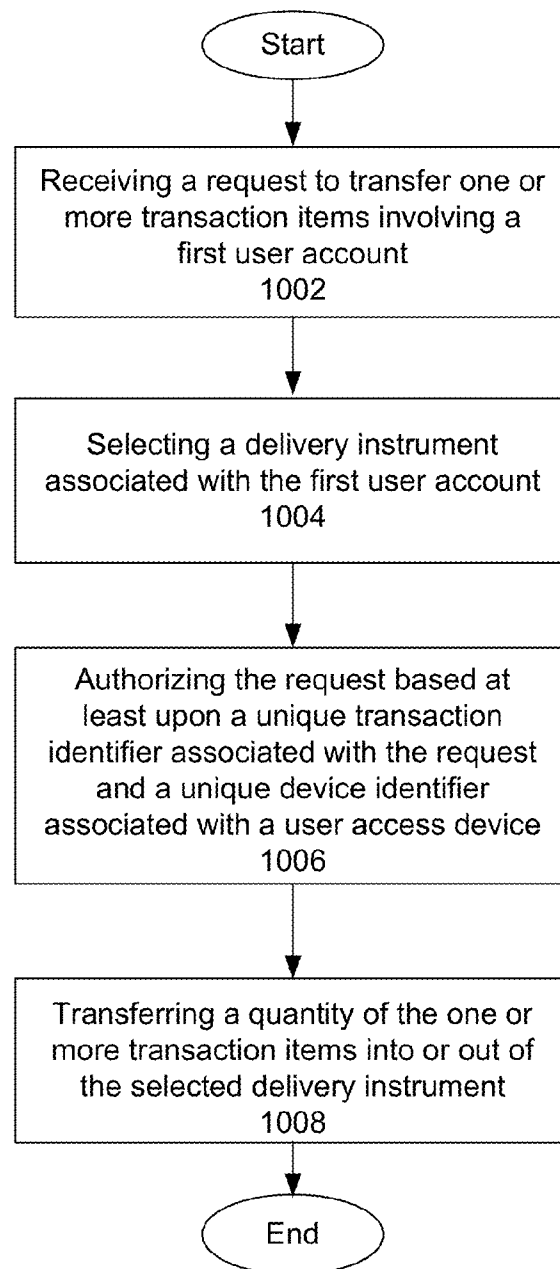 Start
Receiving a request to transfer one or
more transaction items involving a
first user account
1002
Selecting a delivery instrument
associated with the first user account
1004
Authorizing the request based at
least upon a unique transaction
identifier associated with the request
and a unique device identifier
associated with a user access device
1006
Transferring a quantity of the one or
more transaction items into or out of
the selected delivery instrument
1008
End